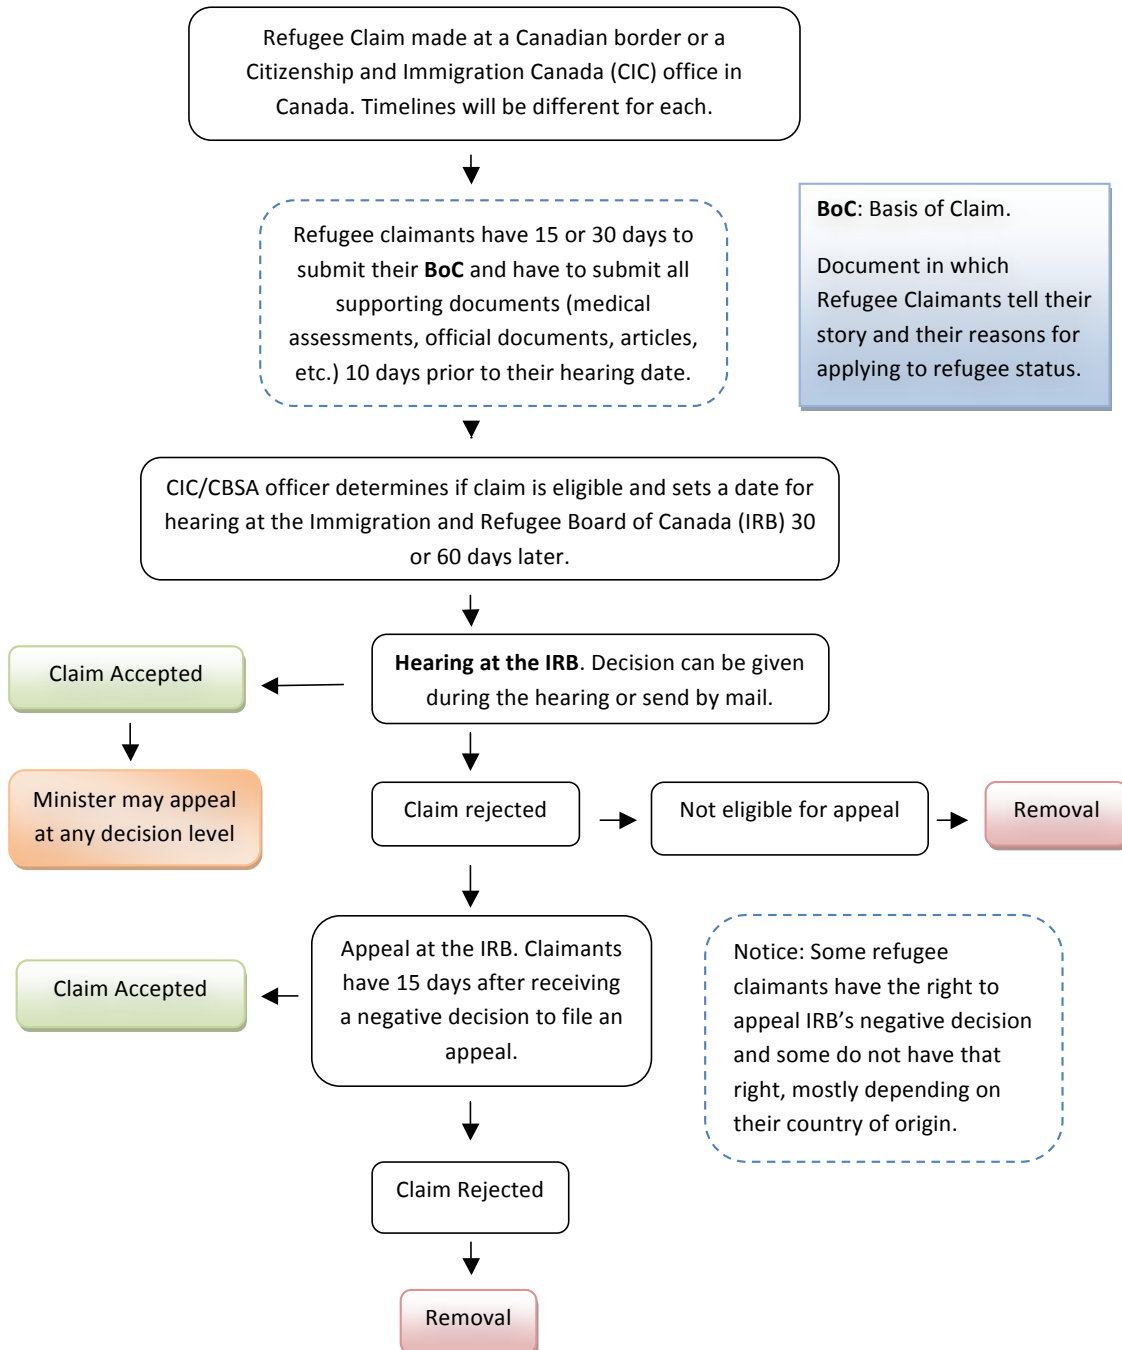 Refugee Claim made at a Canadian border or a
Citizenship and Immigration Canada (CIC) office in
Canada. Timelines will be different for each.
Refugee claimants have 15 or 30 days to
submit their BoC and have to submit all
supporting documents (medical
assessments, official documents, articles,
etc.) 10 days prior to their hearing date.
BoC: Basis of Claim.
Document in which
Refugee Claimants tell their
story and their reasons for
applying to refugee status.
CIC/CBSA officer determines if claim is eligible and sets a date for
hearing at the Immigration and Refugee Board of Canada (IRB) 30
or 60 days later.
Hearing at the IRB. Decision can be given
during the hearing or send by mail.
Claim Accepted
Minister may appeal
at any decision level
Claim rejected
Not eligible for appeal
Removal
Appeal at the IRB. Claimants
have 15 days after receiving
a negative decision to file an
appeal.
Claim Accepted
Notice: Some refugee
claimants have the right to
appeal IRB’s negative decision
and some do not have that
right, mostly depending on
their country of origin.
Claim Rejected
Removal